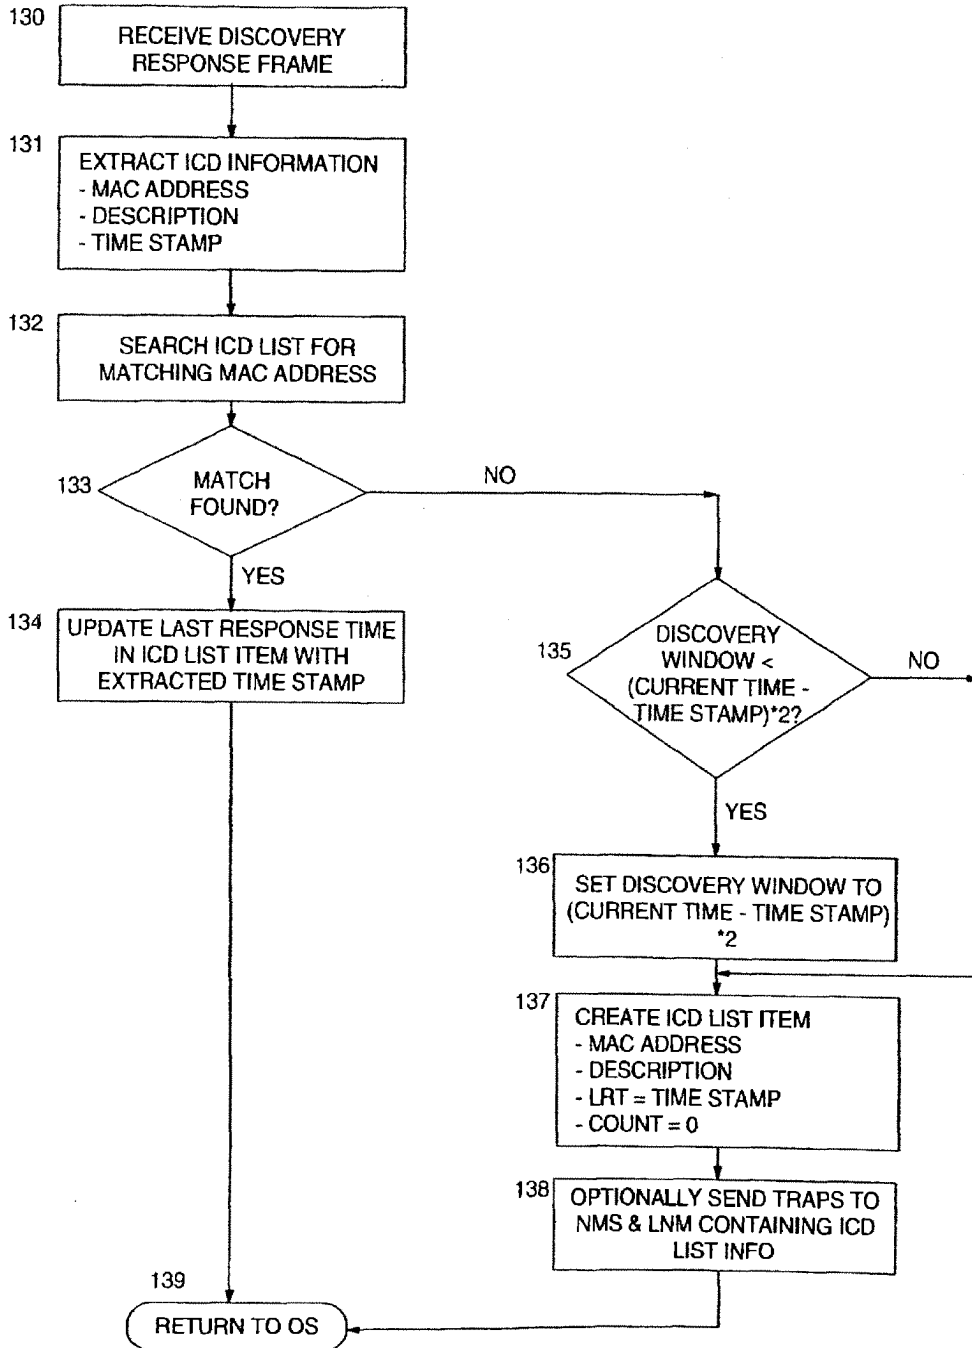 130
RECEIVE DISCOVERY
RESPONSE FRAME
131
EXTRACT ICD INFORMATION
- MAC ADDRESS
- DESCRIPTION
- TIME STAMP
132
SEARCH ICD LIST FOR
MATCHING MAC ADDRESS
133
MATCH
FOUND?
NO
YES
134
UPDATE LAST RESPONSE TIME
IN ICD LIST ITEM WITH
EXTRACTED TIME STAMP
135
DISCOVERY
WINDOW <
(CURRENT TIME -
TIME STAMP)*2?
NO
YES
136
SET DISCOVERY WINDOW TO
(CURRENT TIME - TIME STAMP)
*2
137
CREATE ICD LIST ITEM
- MAC ADDRESS
- DESCRIPTION
- LRT = TIME STAMP
- COUNT = 0
138
OPTIONALLY SEND TRAPS TO
NMS & LNM CONTAINING ICD
LIST INFO
139
RETURN TO OS